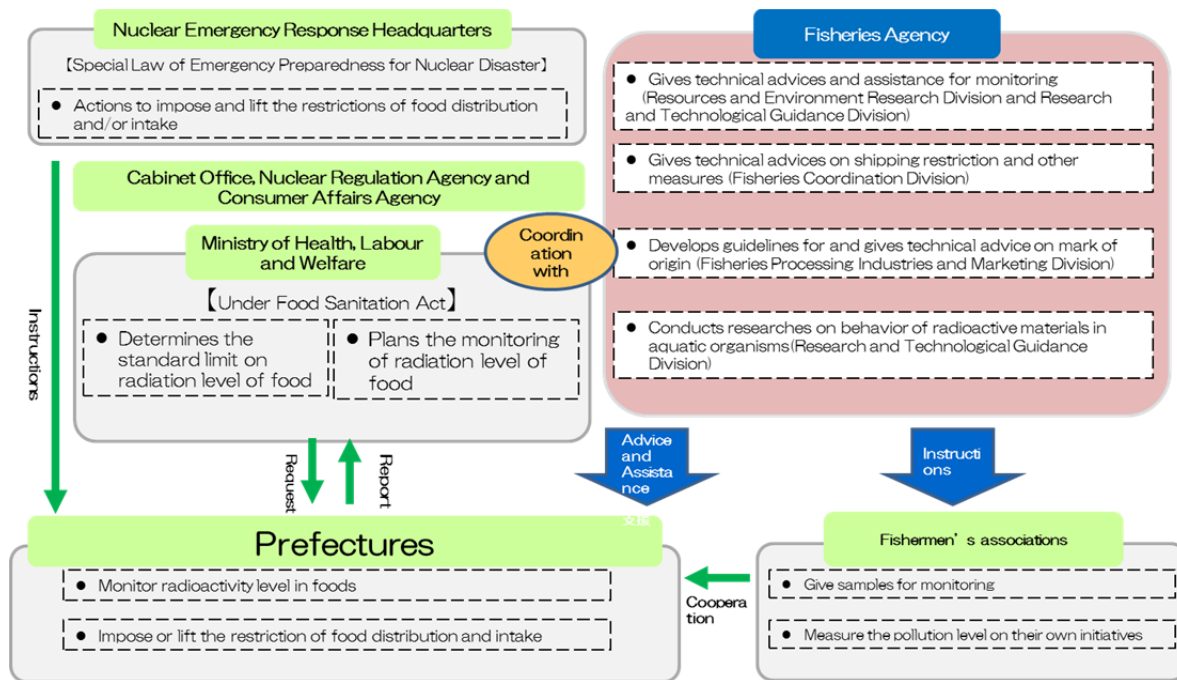 Nuclear Emergency Response Headquarters
【Special Law of Emergency Preparedness for Nuclear Disaster】
● Actions to impose and lift the restrictions of food distribution
and/or intake
Cabinet Office, Nuclear Regulation Agency and
Consumer Affairs Agency
Ministry of Health, Labour
and Welfare
【Under Food Sanitation Act】
● Determines the
standard limit on
radiation level of food
● Plans the monitoring
of radiation level of
food
Coordin
ation
with
Fisheries Agency
● Gives technical advices and assistance for monitoring
(Resources and Environment Research Division and Research
and Technological Guidance Division)
● Gives technical advices on shipping restriction and other
measures (Fisheries Coordination Division)
● Develops guidelines for and gives technical advice on mark of
origin (Fisheries Processing Industries and Marketing Division)
● Conducts researches on behavior of radioactive materials in
aquatic organisms(Research and Technological Guidance
Division)
Instructions
Request
Report
Advice
and
Assista
nce
支援
Instructi
ons
Prefectures
● Monitor radioactivity level in foods
● Impose or lift the restriction of food distribution and intake
Coopera
tion
Fishermen’s associations
● Give samples for monitoring
● Measure the pollution level on their own initiatives